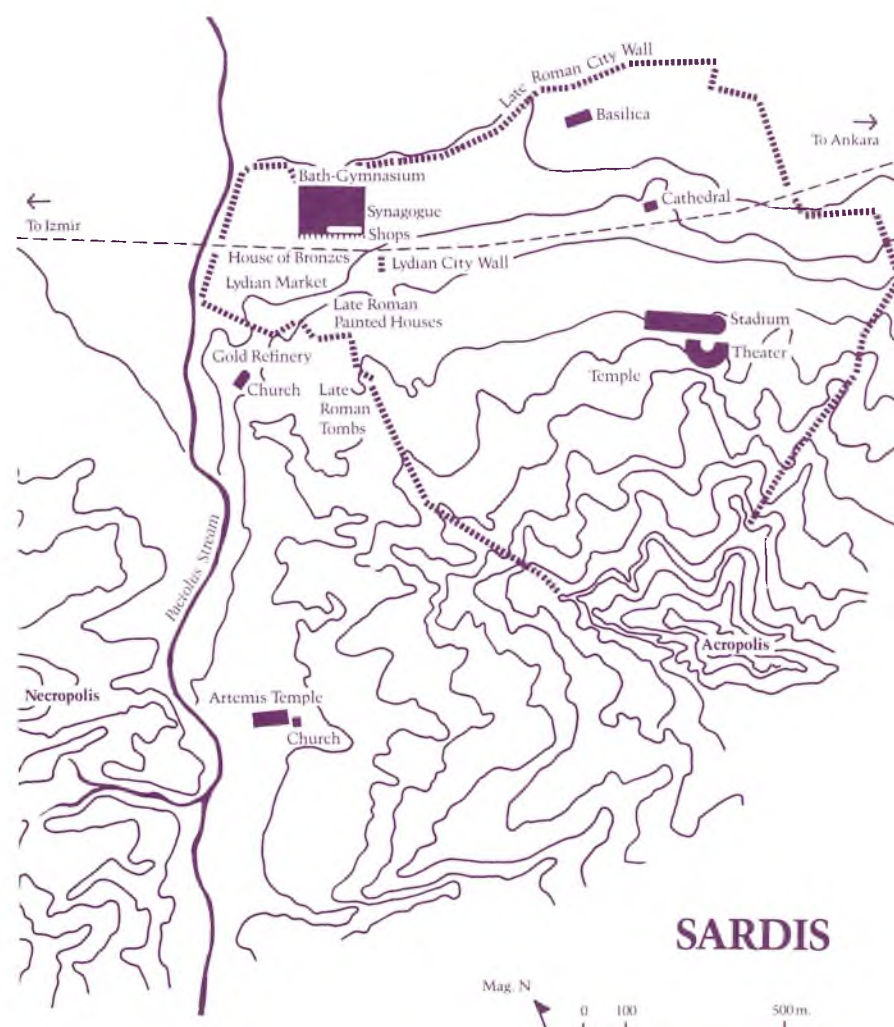 Late Roman City Wall
Basilica
To Ankara
Bath-Gymnasium
Cathedral
Synagogue
To Izmir
Shops
House of Bronzes
Lydian City Wall
Lydian Market
Late Roman
Painted Houses
Stadium
Gold Refinery
Theater
Church
Temple
Late
Roman
Tombs
Pactolus Stream
Acropolis
Necropolis
Artemis Temple
Church
SARDIS
Mag. N
0 100 500 m.